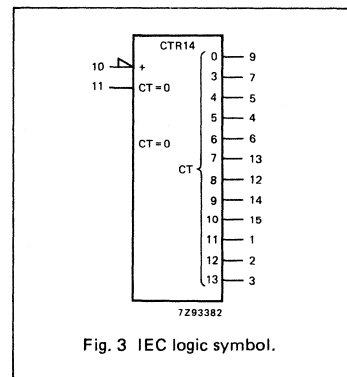 CTR14
0 9
10 +
3 7
11 CT=0
4 5
5 4
CT=0
6 6
7 13
CT
8 12
9 14
10 15
11 1
12 2
13 3
7Z93382
Fig. 3 IEC logic symbol.